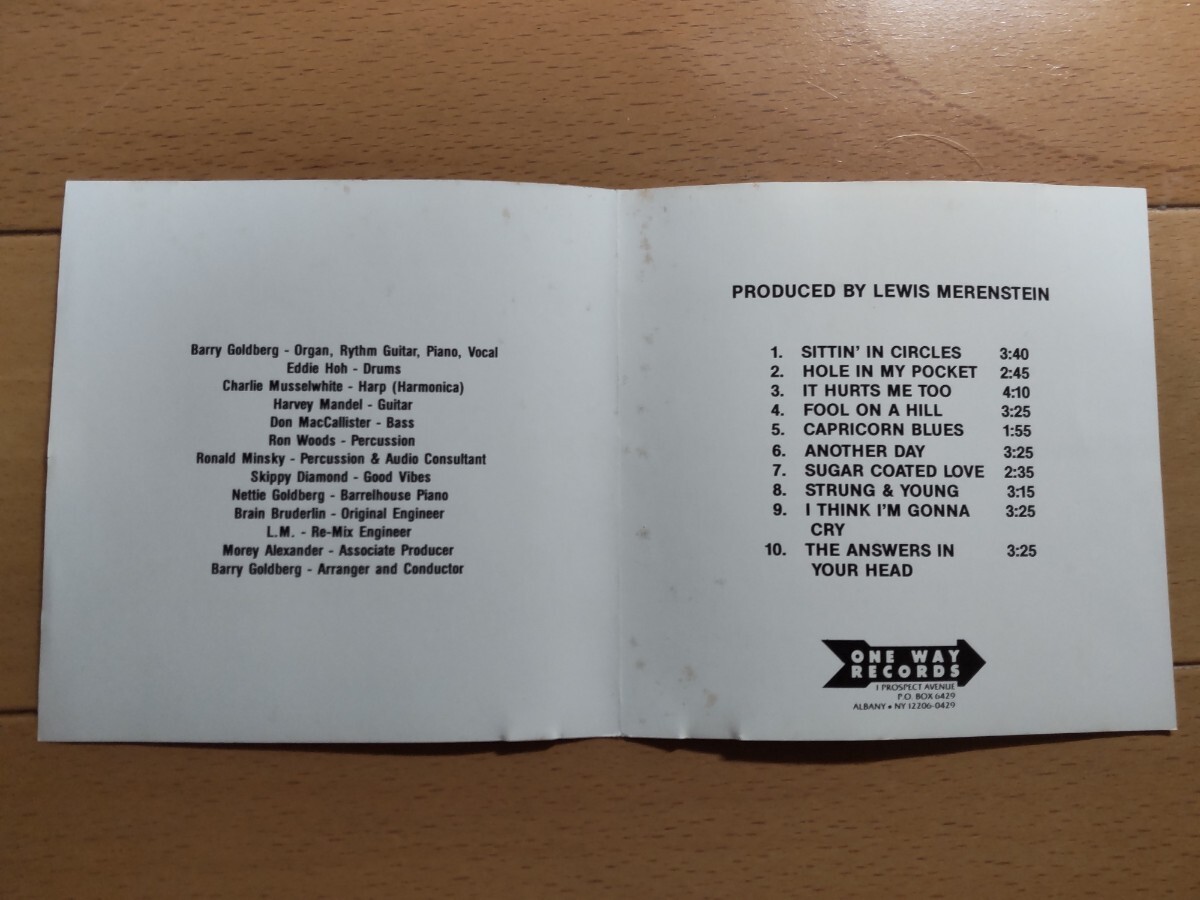 Barry Goldberg - Organ, Rythm Guitar, Piano, Vocal
Eddie Hoh - Drums
Charlie Musselwhite - Harp (Harmonica)
Harvey Mandel - Guitar
Don MacCallister - Bass
Ron Woods - Percussion
Ronald Minsky - Percussion & Audio Consultant
Skippy Diamond - Good Vibes
Nettie Goldberg - Barrelhouse Piano
Brain Bruderlin - Original Engineer
L.M. - Re-Mix Engineer
Morey Alexander - Associate Producer
Barry Goldberg - Arranger and Conductor
PRODUCED BY LEWIS MERENSTEIN
1. SITTIN' IN CIRCLES 3:40
2. HOLE IN MY POCKET 2:45
3. IT HURTS ME TOO 4:10
4. FOOL ON A HILL 3:25
5. CAPRICORN BLUES 1:55
6. ANOTHER DAY 3:25
7. SUGAR COATED LOVE 2:35
8. STRUNG & YOUNG 3:15
9. I THINK I'M GONNA 3:25
CRY
10. THE ANSWERS IN 3:25
YOUR HEAD
ONE WAY
RECORDS
1 PROSPECT AVENUE
P.O. BOX 6429
ALBANY • NY 12206-0429